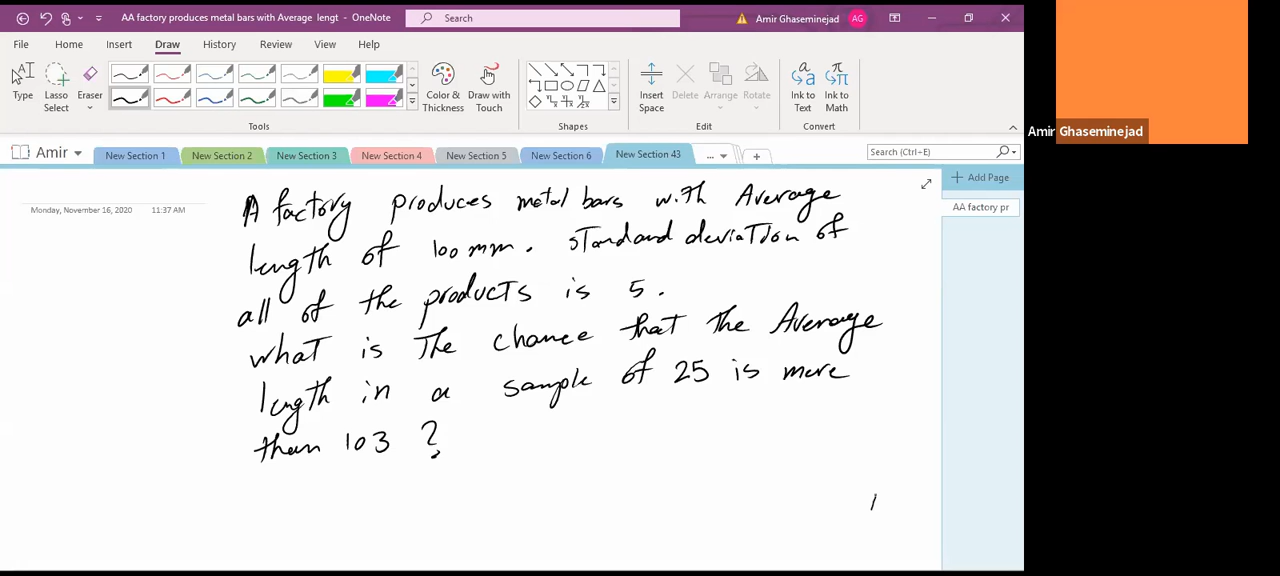 AA factory produces metal bars with Average lengt - OneNote
Search
Amir Ghaseminejad AG
File Home Insert Draw History Review View Help
Type
Lasso Select
Eraser
Color & Thickness
Draw with Touch
Insert Space
Delete
Arrange
Rotate
Ink to Text
Ink to Math
Tools Shapes Edit Convert
Amir
New Section 1 New Section 2 New Section 3 New Section 4 New Section 5 New Section 6 New Section 43 ...
Search (Ctrl+E)
Add Page
AA factory pr
Monday, November 16, 2020 11:37 AM
A factory produces metal bars with Average
length of 100 mm. standard deviation of
all of the products is 5.
what is The chance that the Average
length in a sample of 25 is more
than 103 ?
Amir Ghaseminejad